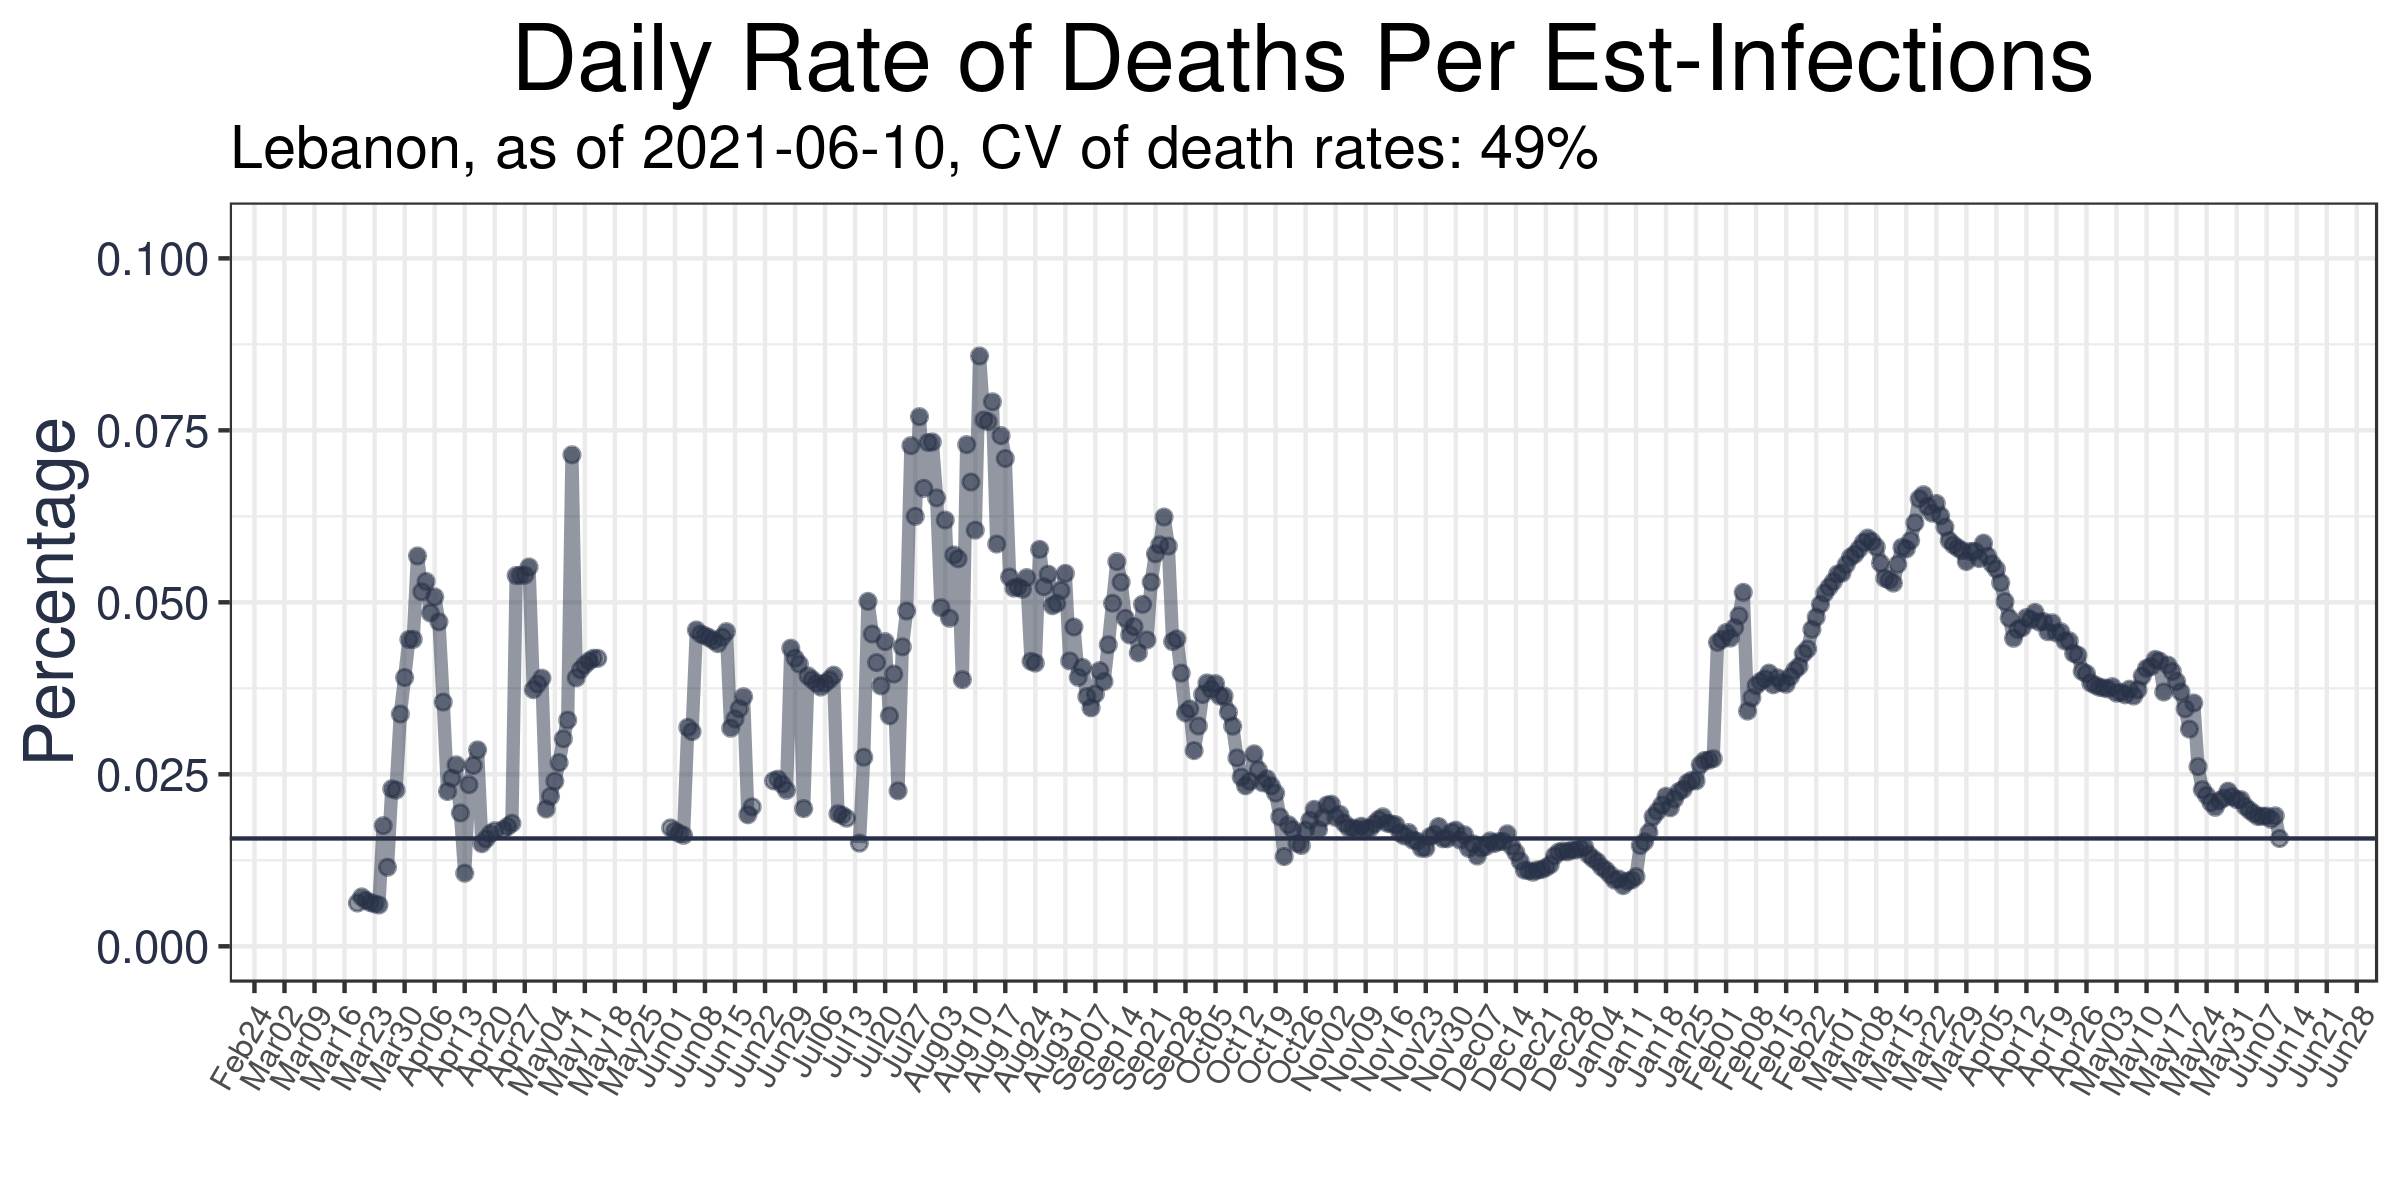 Daily Rate of Deaths Per Est-Infections
Lebanon, as of 2021-06-10, CV of death rates: 49%
Percentage
0.100
0.075
0.050
0.025
0.000
Feb24
Mar02
Mar09
Mar16
Mar23
Mar30
Apr06
Apr13
Apr20
Apr27
May04
May11
May18
May25
Jun01
Jun08
Jun15
Jun22
Jun29
Jul06
Jul13
Jul20
Jul27
Aug03
Aug10
Aug17
Aug24
Aug31
Sep07
Sep14
Sep21
Sep28
Oct05
Oct12
Oct19
Oct26
Nov02
Nov09
Nov16
Nov23
Nov30
Dec07
Dec14
Dec21
Dec28
Jan04
Jan11
Jan18
Jan25
Feb01
Feb08
Feb15
Feb22
Mar01
Mar08
Mar15
Mar22
Mar29
Apr05
Apr12
Apr19
Apr26
May03
May10
May17
May24
May31
Jun07
Jun14
Jun21
Jun28